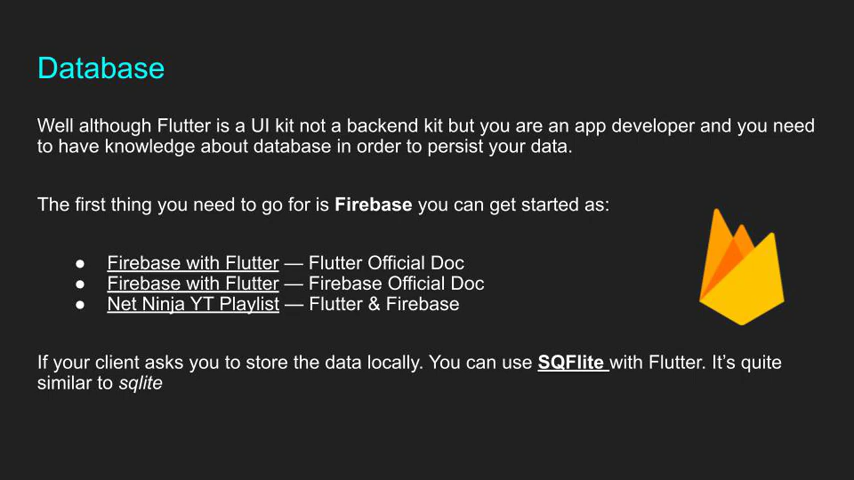 Database
Well although Flutter is a UI kit not a backend kit but you are an app developer and you need
to have knowledge about database in order to persist your data.
The first thing you need to go for is Firebase you can get started as:
● Firebase with Flutter — Flutter Official Doc
● Firebase with Flutter — Firebase Official Doc
● Net Ninja YT Playlist — Flutter & Firebase
If your client asks you to store the data locally. You can use SQFlite with Flutter. It’s quite
similar to sqlite